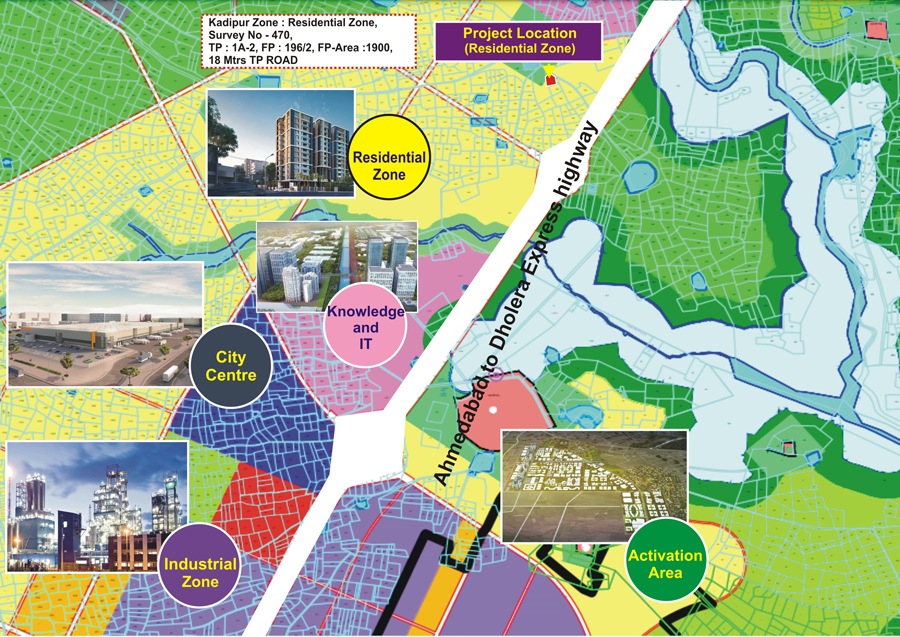 Kadipur Zone : Residential Zone,
Survey No - 470,
TP : 1A-2, FP : 196/2, FP-Area :1900,
18 Mtrs TP ROAD
Project Location
(Residential Zone)
Residential
Zone
Ahmedabad to Dholera Express highway
Knowledge
and
IT
City
Centre
Industrial
Zone
Activation
Area